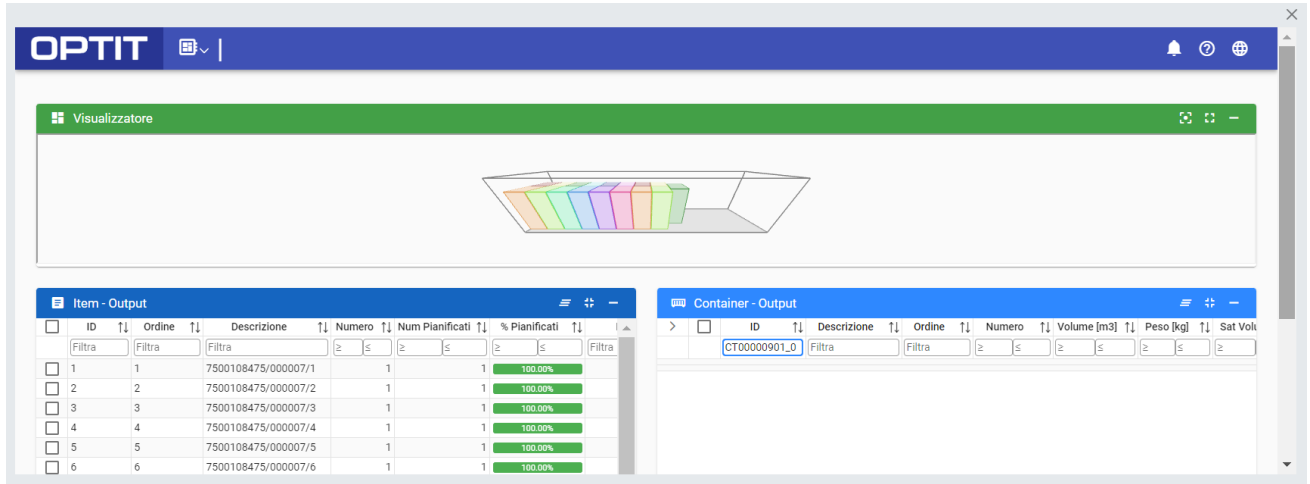 OPTIT
Visualizzatore
Item - Output
ID Ordine Descrizione Numero Num Pianificati % Pianificati
Filtra Filtra Filtra ≥ ≤ ≥ ≤ ≥ ≤ Filtra
1 1 7500108475/000007/1 1 1 100.00%
2 2 7500108475/000007/2 1 1 100.00%
3 3 7500108475/000007/3 1 1 100.00%
4 4 7500108475/000007/4 1 1 100.00%
5 5 7500108475/000007/5 1 1 100.00%
6 6 7500108475/000007/6 1 1 100.00%
Container - Output
ID Descrizione Ordine Numero Volume [m3] Peso [kg] Sat Volu
CT00000901_0 Filtra Filtra ≥ ≤ ≥ ≤ ≥ ≤ ≥